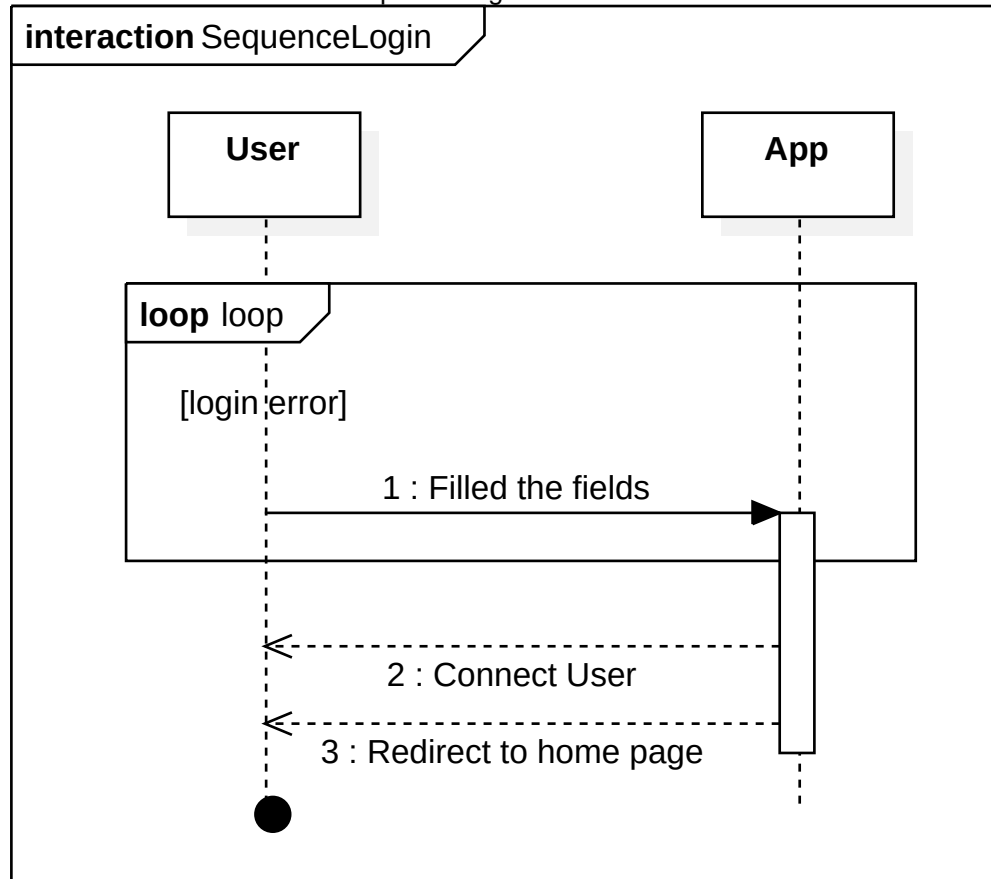 interaction SequenceLogin
User
App
loop loop
[login error]
1 : Filled the fields
2 : Connect User
3 : Redirect to home page